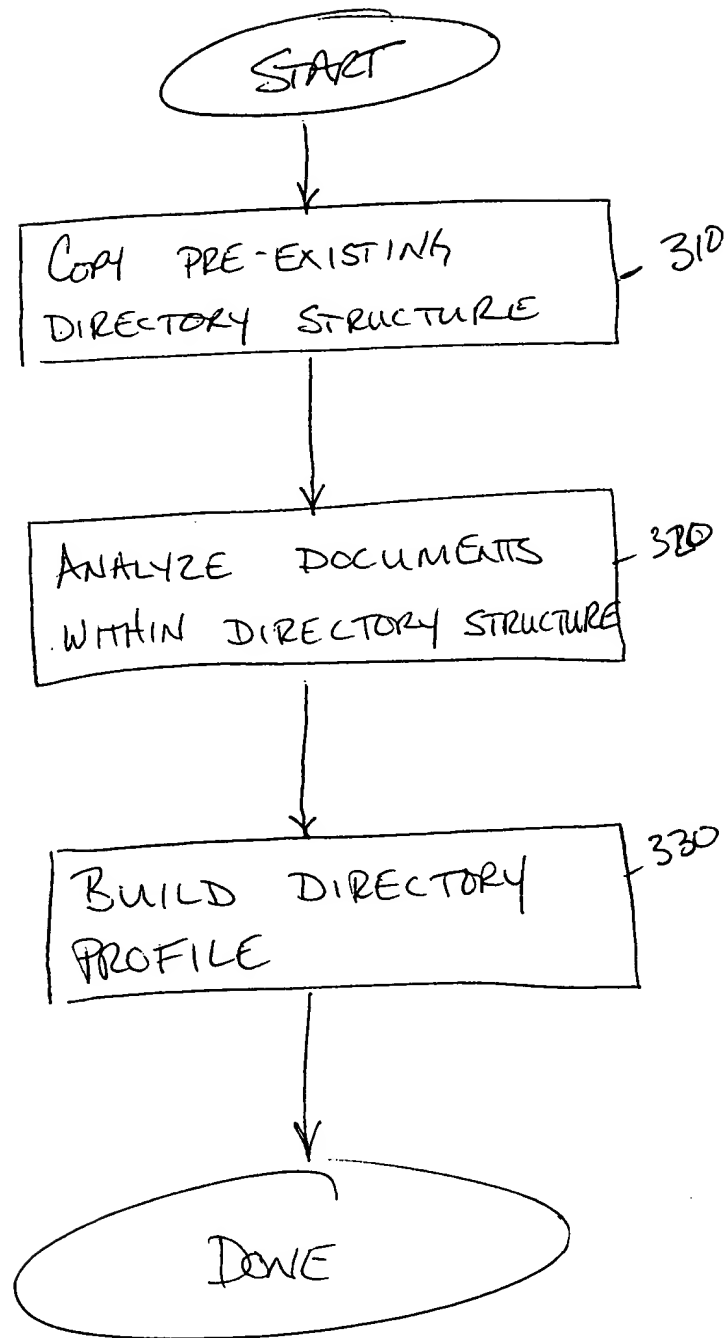 START
COPY PRE-EXISTING
DIRECTORY STRUCTURE
310
ANALYZE DOCUMENTS
WITHIN DIRECTORY STRUCTURE
320
BUILD DIRECTORY
PROFILE
330
DONE